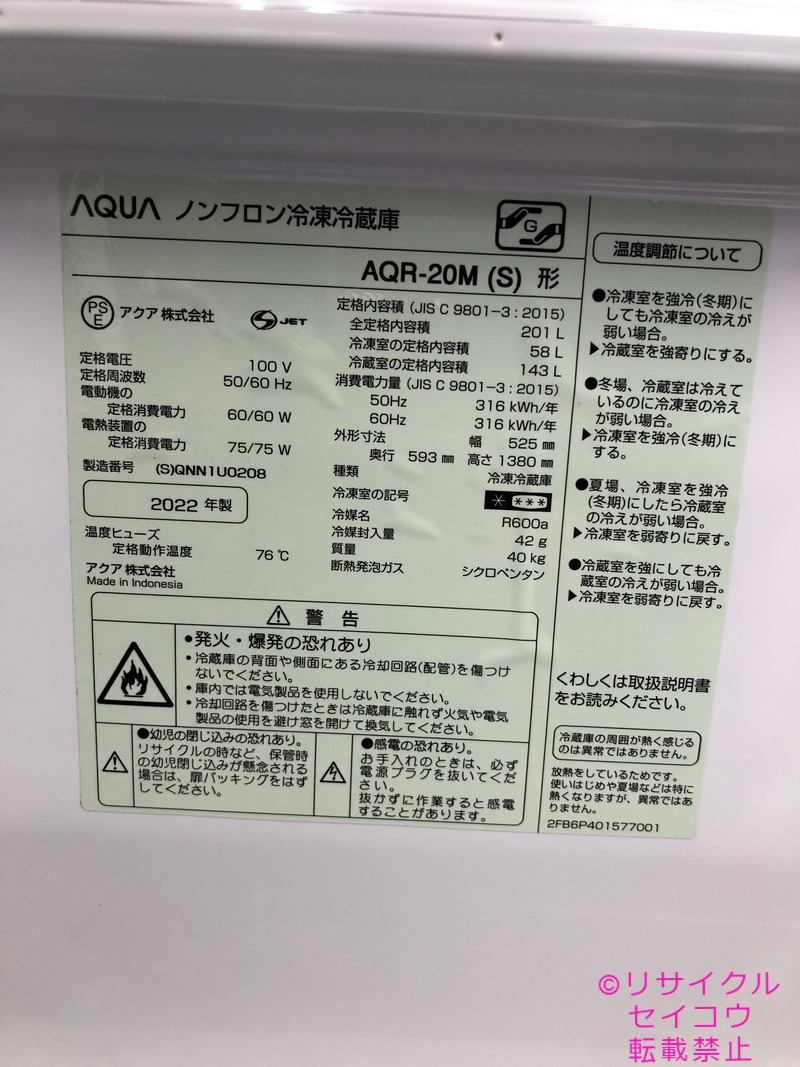 AQUA ノンフロン冷凍冷蔵庫
G
AQR-20M (S) 形
PS
E
アクア 株式会社
S JET
定格電圧 100 V
定格周波数 50/60 Hz
電動機の
定格消費電力 60/60 W
電熱装置の
定格消費電力 75/75 W
製造番号 (S)QNN1U0208
2022 年製
温度ヒューズ
定格動作温度 76 ℃
アクア 株式会社
Made in Indonesia
定格内容積 (JIS C 9801-3 : 2015)
全定格内容積 201 L
冷凍室の定格内容積 58 L
冷蔵室の定格内容積 143 L
消費電力量 (JIS C 9801-3 : 2015)
50Hz 316 kWh/年
60Hz 316 kWh/年
外形寸法 幅 525 ㎜
奥行 593 ㎜ 高さ 1380 ㎜
種類 冷凍冷蔵庫
冷凍室の記号 * ***
冷媒名 R600a
冷媒封入量 42 g
質量 40 kg
断熱発泡ガス シクロペンタン
⚠ 警 告
●発火・爆発の恐れあり
・冷蔵庫の背面や側面にある冷却回路(配管)を傷つけ
ないでください。
・庫内では電気製品を使用しないでください。
・冷却回路を傷つけたときは冷蔵庫に触れず火気や電気
製品の使用を避け窓を開けて換気してください。
●幼児の閉じ込みの恐れあり。
リサイクルの時など、保管時
の幼児閉じ込みが懸念される
場合は、扉パッキングをはず
してください。
●感電の恐れあり。
お手入れのときは、必ず
電源プラグを抜いてくだ
さい。
抜かずに作業すると感電
することがあります。
温度調節について
●冷凍室を強冷(冬期)に
しても冷凍室の冷えが
弱い場合。
▶冷蔵室を強寄りにする。
●冬場、冷蔵室は冷えて
いるのに冷凍室の冷え
が弱い場合。
▶冷凍室を強冷(冬期)に
する。
●夏場、冷凍室を強冷
(冬期)にしたら冷蔵室
の冷えが弱い場合。
▶冷凍室を弱寄りに戻す。
●冷蔵室を強にしても冷
蔵室の冷えが弱い場合。
▶冷凍室を弱寄りに戻す。
くわしくは取扱説明書
をお読みください。
冷蔵庫の周囲が熱く感じる
のは異常ではありません。
放熱をしているためです。
使いはじめや夏場などは特に
熱くなりますが、異常ではあ
りません。
2FB6P401577001
©リサイクル
セイコウ
転載禁止